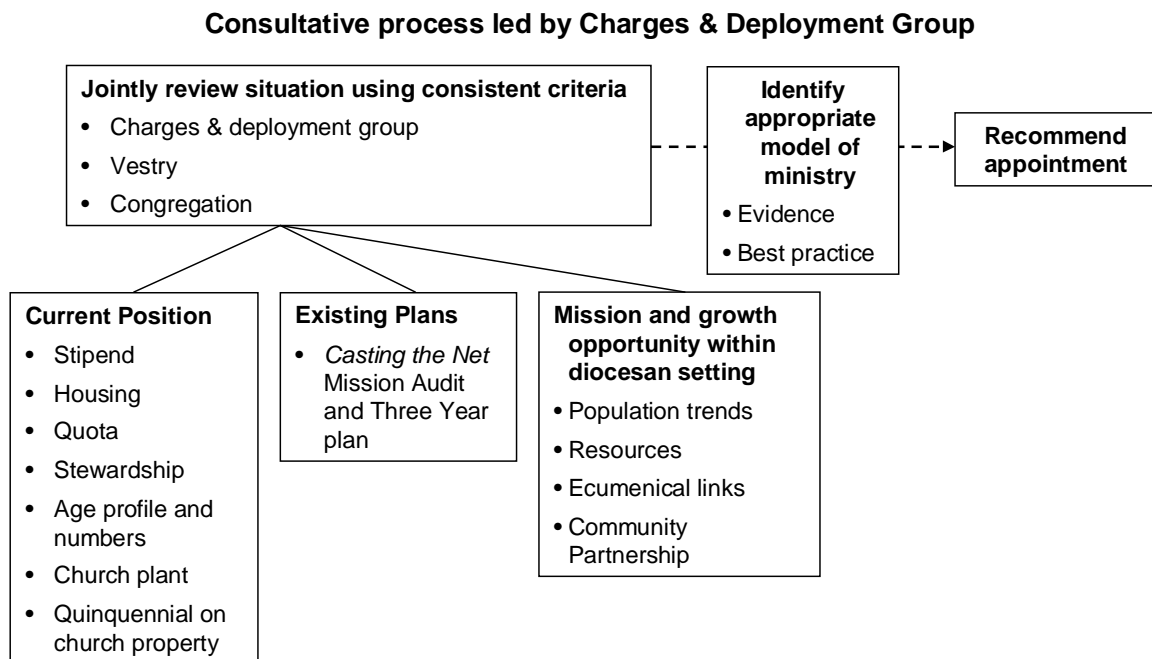 Consultative process led by Charges & Deployment Group
Jointly review situation using consistent criteria
• Charges & deployment group
• Vestry
• Congregation
Identify
appropriate
model of
ministry
• Evidence
• Best practice
Recommend
appointment
Current Position
• Stipend
• Housing
• Quota
• Stewardship
• Age profile and
numbers
• Church plant
• Quinquennial on
church property
Existing Plans
• Casting the Net
Mission Audit
and Three Year
plan
Mission and growth
opportunity within
diocesan setting
• Population trends
• Resources
• Ecumenical links
• Community
Partnership